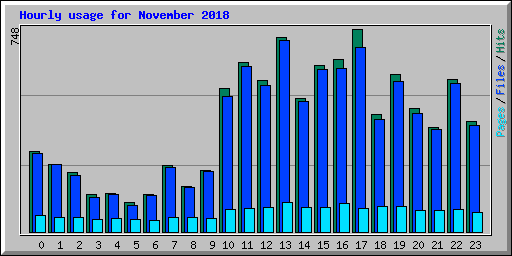 Hourly usage for November 2018
748
Pages/Files/Hits
0 1 2 3 4 5 6 7 8 9 10 11 12 13 14 15 16 17 18 19 20 21 22 23